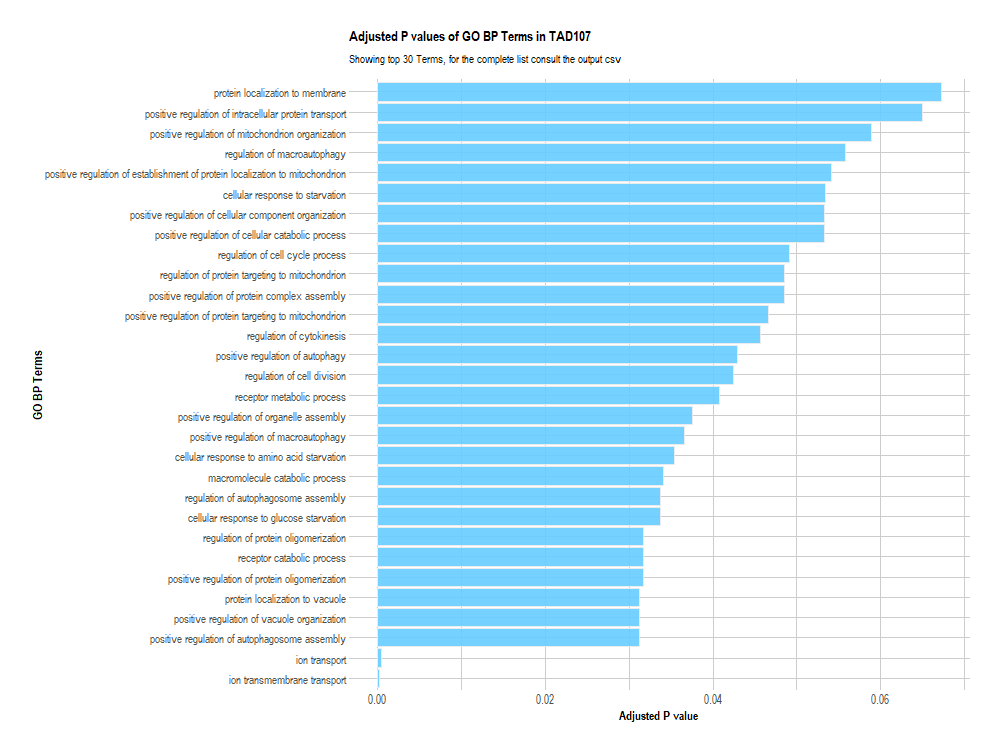 Adjusted P values of GO BP Terms in TAD107
Showing top 30 Terms, for the complete list consult the output csv
GO BP Terms
protein localization to membrane
positive regulation of intracellular protein transport
positive regulation of mitochondrion organization
regulation of macroautophagy
positive regulation of establishment of protein localization to mitochondrion
cellular response to starvation
positive regulation of cellular component organization
positive regulation of cellular catabolic process
regulation of cell cycle process
regulation of protein targeting to mitochondrion
positive regulation of protein complex assembly
positive regulation of protein targeting to mitochondrion
regulation of cytokinesis
positive regulation of autophagy
regulation of cell division
receptor metabolic process
positive regulation of organelle assembly
positive regulation of macroautophagy
cellular response to amino acid starvation
macromolecule catabolic process
regulation of autophagosome assembly
cellular response to glucose starvation
regulation of protein oligomerization
receptor catabolic process
positive regulation of protein oligomerization
protein localization to vacuole
positive regulation of vacuole organization
positive regulation of autophagosome assembly
ion transport
ion transmembrane transport
0.00 0.02 0.04 0.06
Adjusted P value